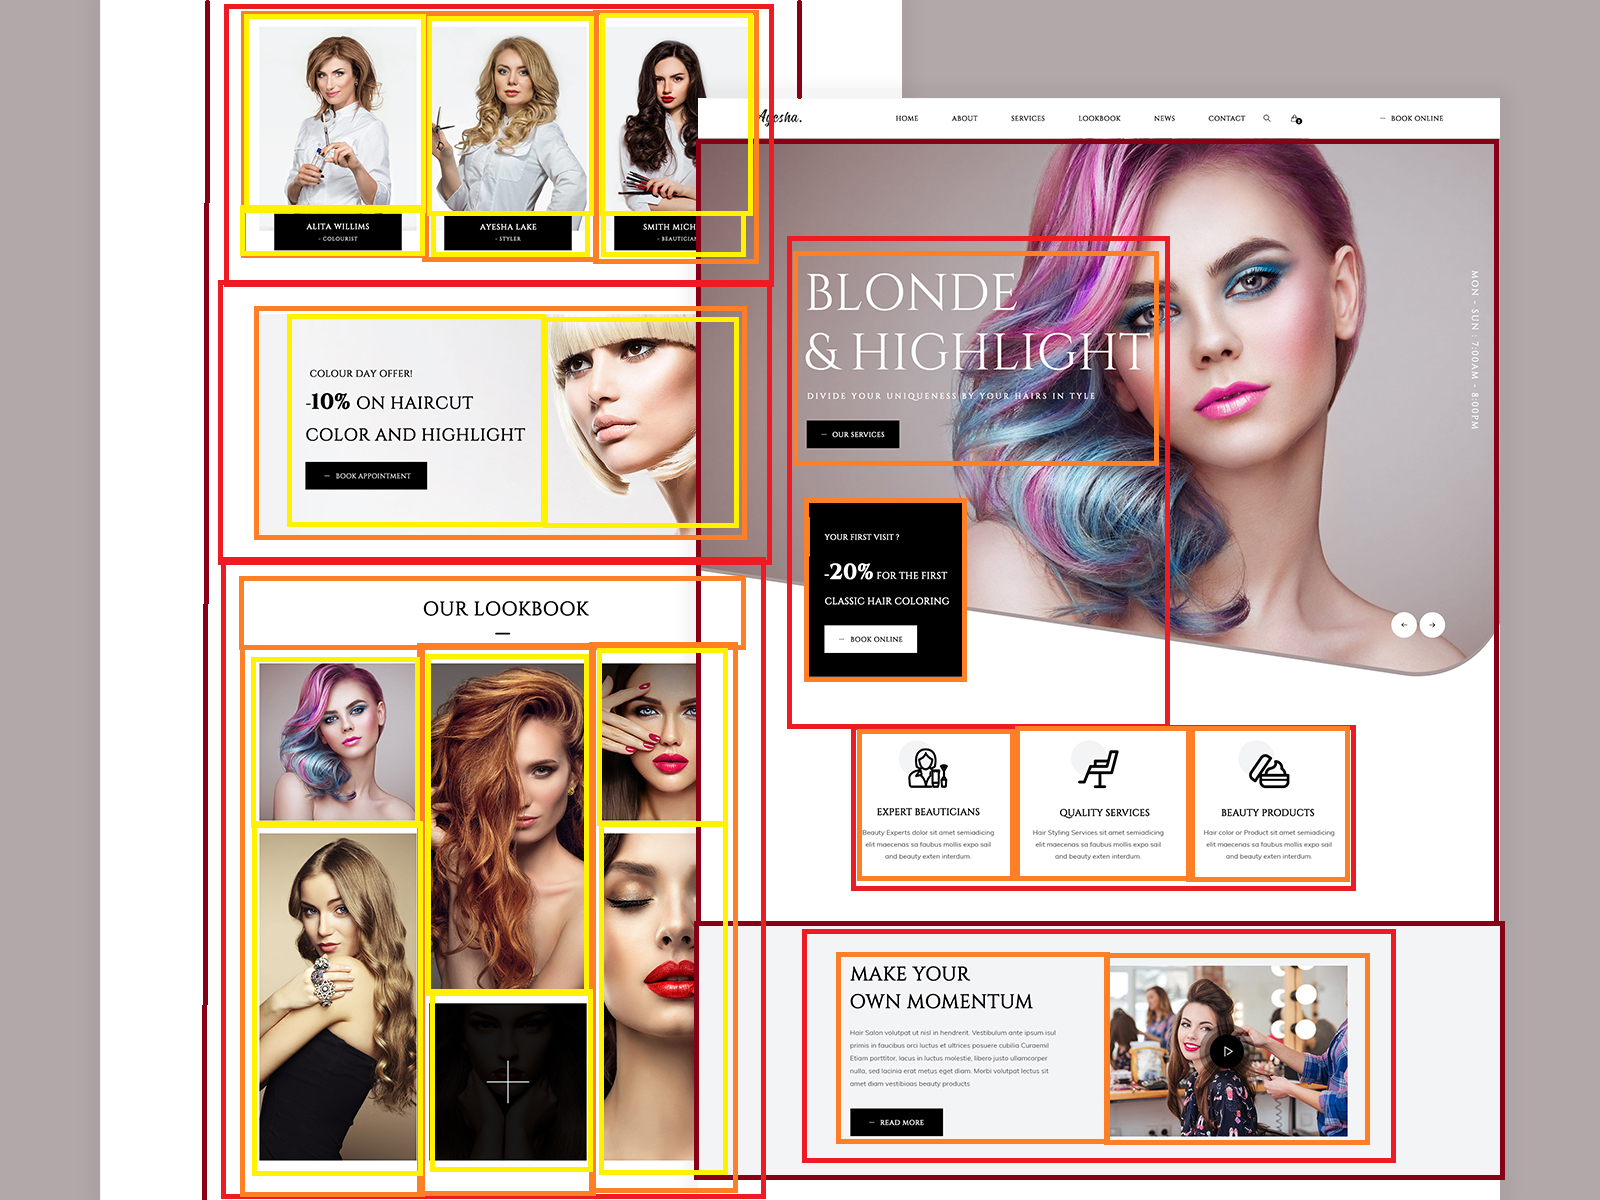 ALITA WILLIMS
- COLOURIST
AYESHA LAKE
- STYLER
SMITH MICH
- BEAUTICIAN
COLOUR DAY OFFER!
-10% ON HAIRCUT
COLOR AND HIGHLIGHT
— BOOK APPOINTMENT
OUR LOOKBOOK
Ayesha.
HOME
ABOUT
SERVICES
LOOKBOOK
NEWS
CONTACT
— BOOK ONLINE
BLONDE
& HIGHLIGHT
DIVIDE YOUR UNIQUENESS BY YOUR HAIRS IN TYLE
— OUR SERVICES
MON - SUN : 7:00AM - 8:00PM
YOUR FIRST VISIT ?
-20% FOR THE FIRST
CLASSIC HAIR COLORING
— BOOK ONLINE
EXPERT BEAUTICIANS
Beauty Experts dolor sit amet semiadicing
elit maecenas sa faubus mollis expo sail
and beauty exten interdum.
QUALITY SERVICES
Hair Styling Services sit amet semiadicing
elit maecenas sa faubus mollis expo sail
and beauty exten interdum.
BEAUTY PRODUCTS
Hair color or Product sit amet semiadicing
elit maecenas sa faubus mollis expo sail
and beauty exten interdum.
MAKE YOUR
OWN MOMENTUM
Hair Salon volutpat ut nisl in hendrerit. Vestibulum ante ipsum isul
primis in faucibus orci luctus et ultrices posuere cubilia Curaemil
Etiam porttitor, lacus in luctus molestie, libero justo ullamcorper
nulla, sed lacinia erat metus eget diam. Morbi volutpat lectus sit
amet diam vestibioas beauty products
— READ MORE